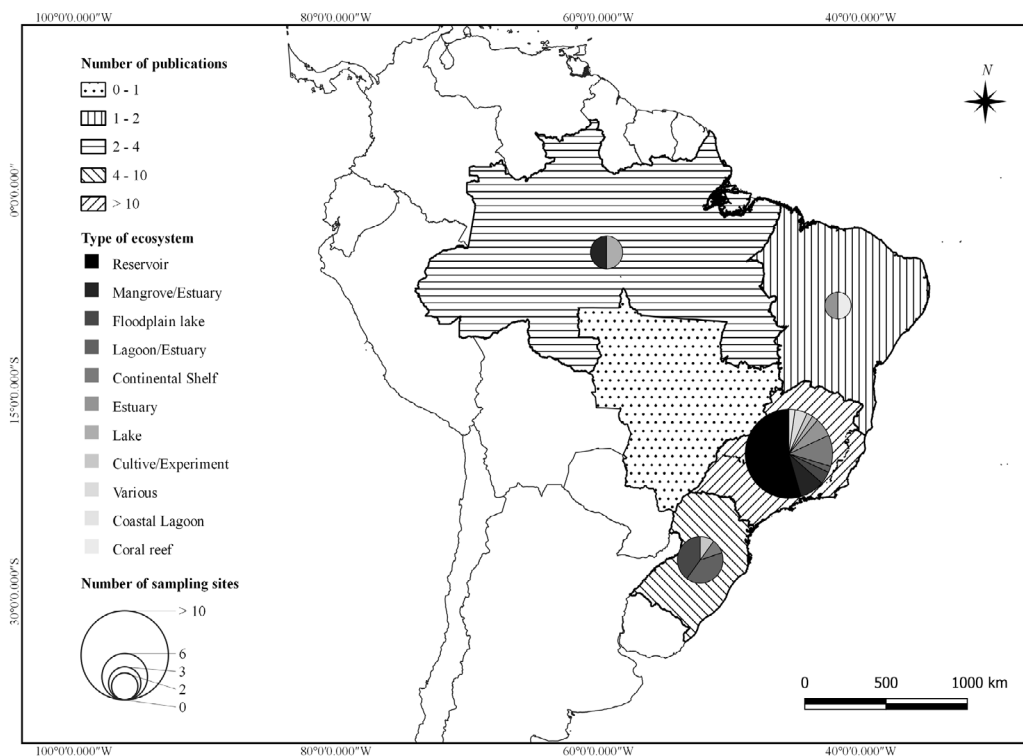 100°0'0.000"W 80°0'0.000"W 60°0'0.000"W 40°0'0.000"W
Number of publications
0 - 1
1 - 2
2 - 4
4 - 10
> 10
Type of ecosystem
Reservoir
Mangrove/Estuary
Floodplain lake
Lagoon/Estuary
Continental Shelf
Estuary
Lake
Cultive/Experiment
Various
Coastal Lagoon
Coral reef
Number of sampling sites
> 10
6
3
2
0
N
0°0'0.000"
15°0'0.000"S
30°0'0.000"S
0 500 1000 km
100°0'0.000"W 80°0'0.000"W 60°0'0.000"W 40°0'0.000"W